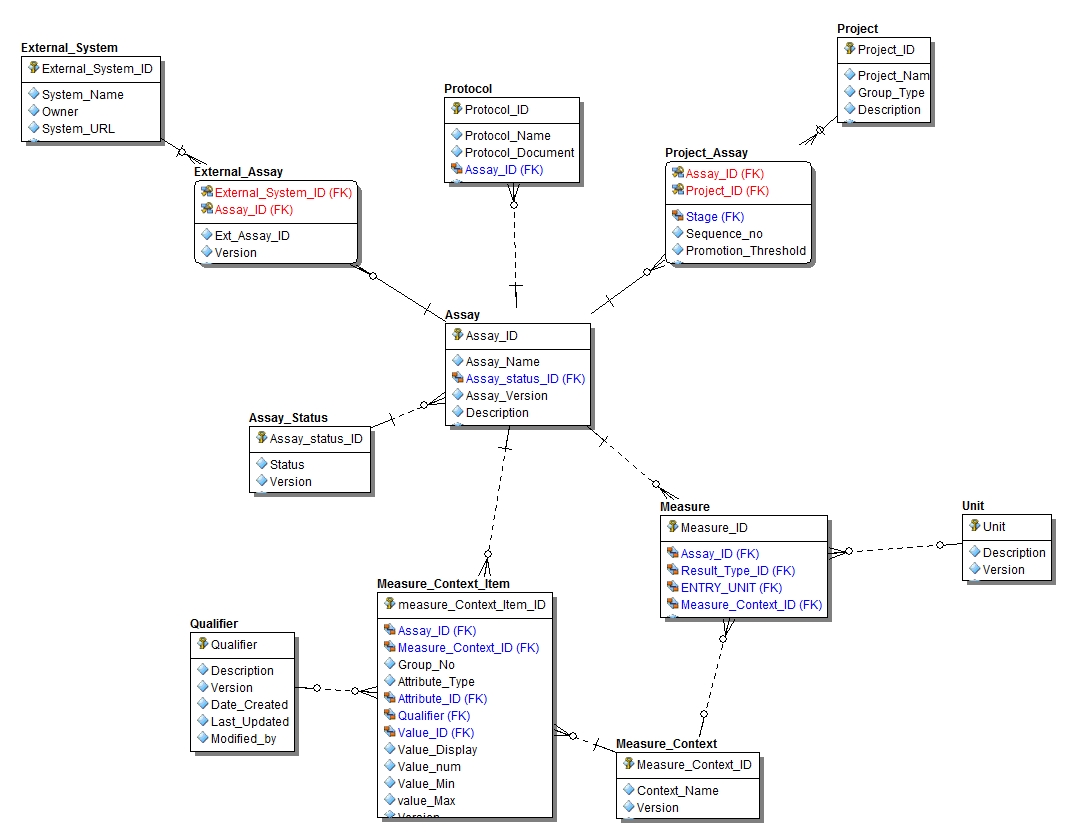 External_System
External_System_ID
System_Name
Owner
System_URL
Project
Project_ID
Project_Nam
Group_Type
Description
Protocol
Protocol_ID
Protocol_Name
Protocol_Document
Assay_ID (FK)
Project_Assay
Assay_ID (FK)
Project_ID (FK)
Stage (FK)
Sequence_no
Promotion_Threshold
External_Assay
External_System_ID (FK)
Assay_ID (FK)
Ext_Assay_ID
Version
Assay
Assay_ID
Assay_Name
Assay_status_ID (FK)
Assay_Version
Description
Assay_Status
Assay_status_ID
Status
Version
Measure
Measure_ID
Assay_ID (FK)
Result_Type_ID (FK)
ENTRY_UNIT (FK)
Measure_Context_ID (FK)
Unit
Unit
Description
Version
Measure_Context_Item
measure_Context_Item_ID
Assay_ID (FK)
Measure_Context_ID (FK)
Group_No
Attribute_Type
Attribute_ID (FK)
Qualifier (FK)
Value_ID (FK)
Value_Display
Value_num
Value_Min
value_Max
Version
Qualifier
Qualifier
Description
Version
Date_Created
Last_Updated
Modified_by
Measure_Context
Measure_Context_ID
Context_Name
Version